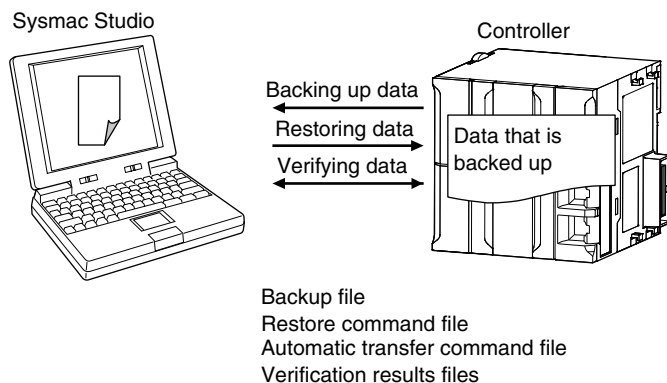 Sysmac Studio
Controller
Backing up data
Restoring data
Verifying data
Data that is
backed up
Backup file
Restore command file
Automatic transfer command file
Verification results files